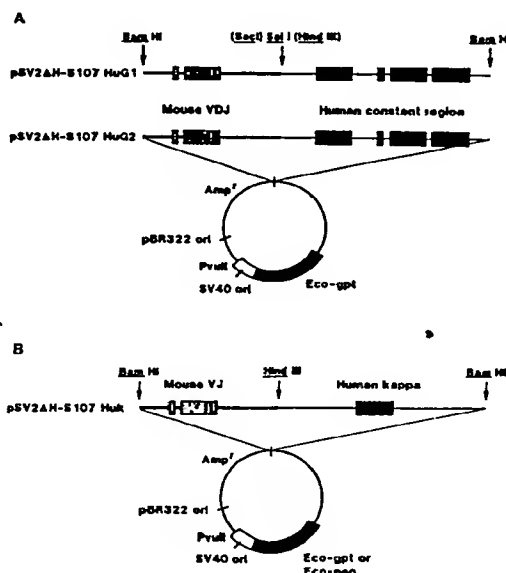 A
Bam HI (SacI) Sal I (Hind III) Bam HI
pSV2ΔH-S107 HuG1
Mouse VDJ Human constant region
pSV2ΔH-S107 HuG2
Amp^r
pBR322 ori
PvuII
SV40 ori
Eco-gpt
B
Bam HI Hind III Bam HI
Mouse VJ Human kappa
pSV2ΔH-S107 Huk
Amp^r
pBR322 ori
PvuII
SV40 ori
Eco-gpt or